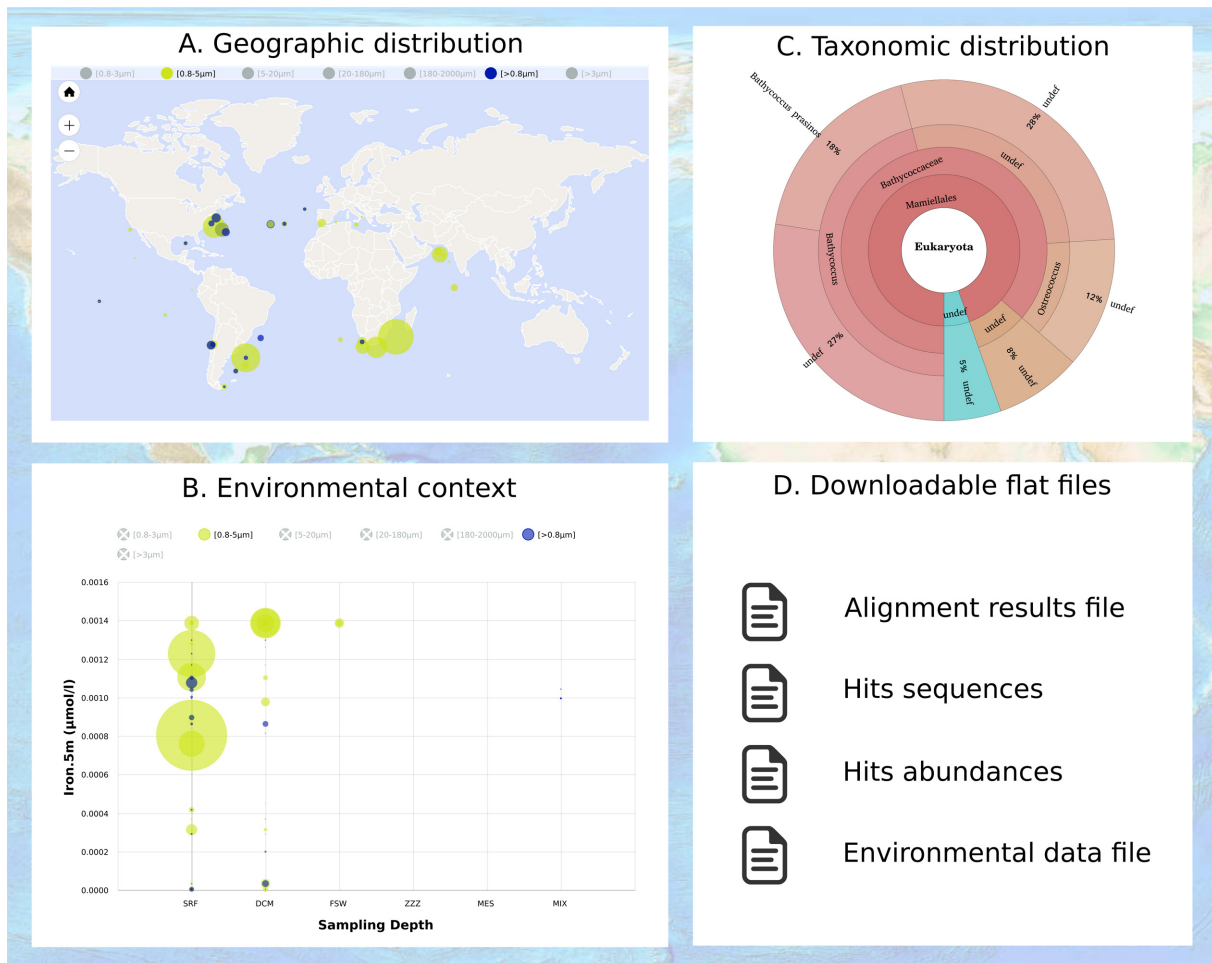 A. Geographic distribution
[0.8-3µm] [0.8-5µm] [5-20µm] [20-180µm] [180-2000µm] [>0.8µm] [>3µm]
+
−
B. Environmental context
[0.8-3µm] [0.8-5µm] [5-20µm] [20-180µm] [180-2000µm] [>0.8µm]
[>3µm]
Iron.5m (µmol/l)
0.0016
0.0014
0.0012
0.0010
0.0008
0.0006
0.0004
0.0002
0.0000
SRF DCM FSW ZZZ MES MIX
Sampling Depth
C. Taxonomic distribution
Bathycoccus prasinos 18%
28% undef
undef
Bathycoccaceae
Mamiellales
Eukaryota
Bathycoccus
Ostreococcus
12% undef
undef
undef
8% undef
5% undef
undef 27%
D. Downloadable flat files
Alignment results file
Hits sequences
Hits abundances
Environmental data file